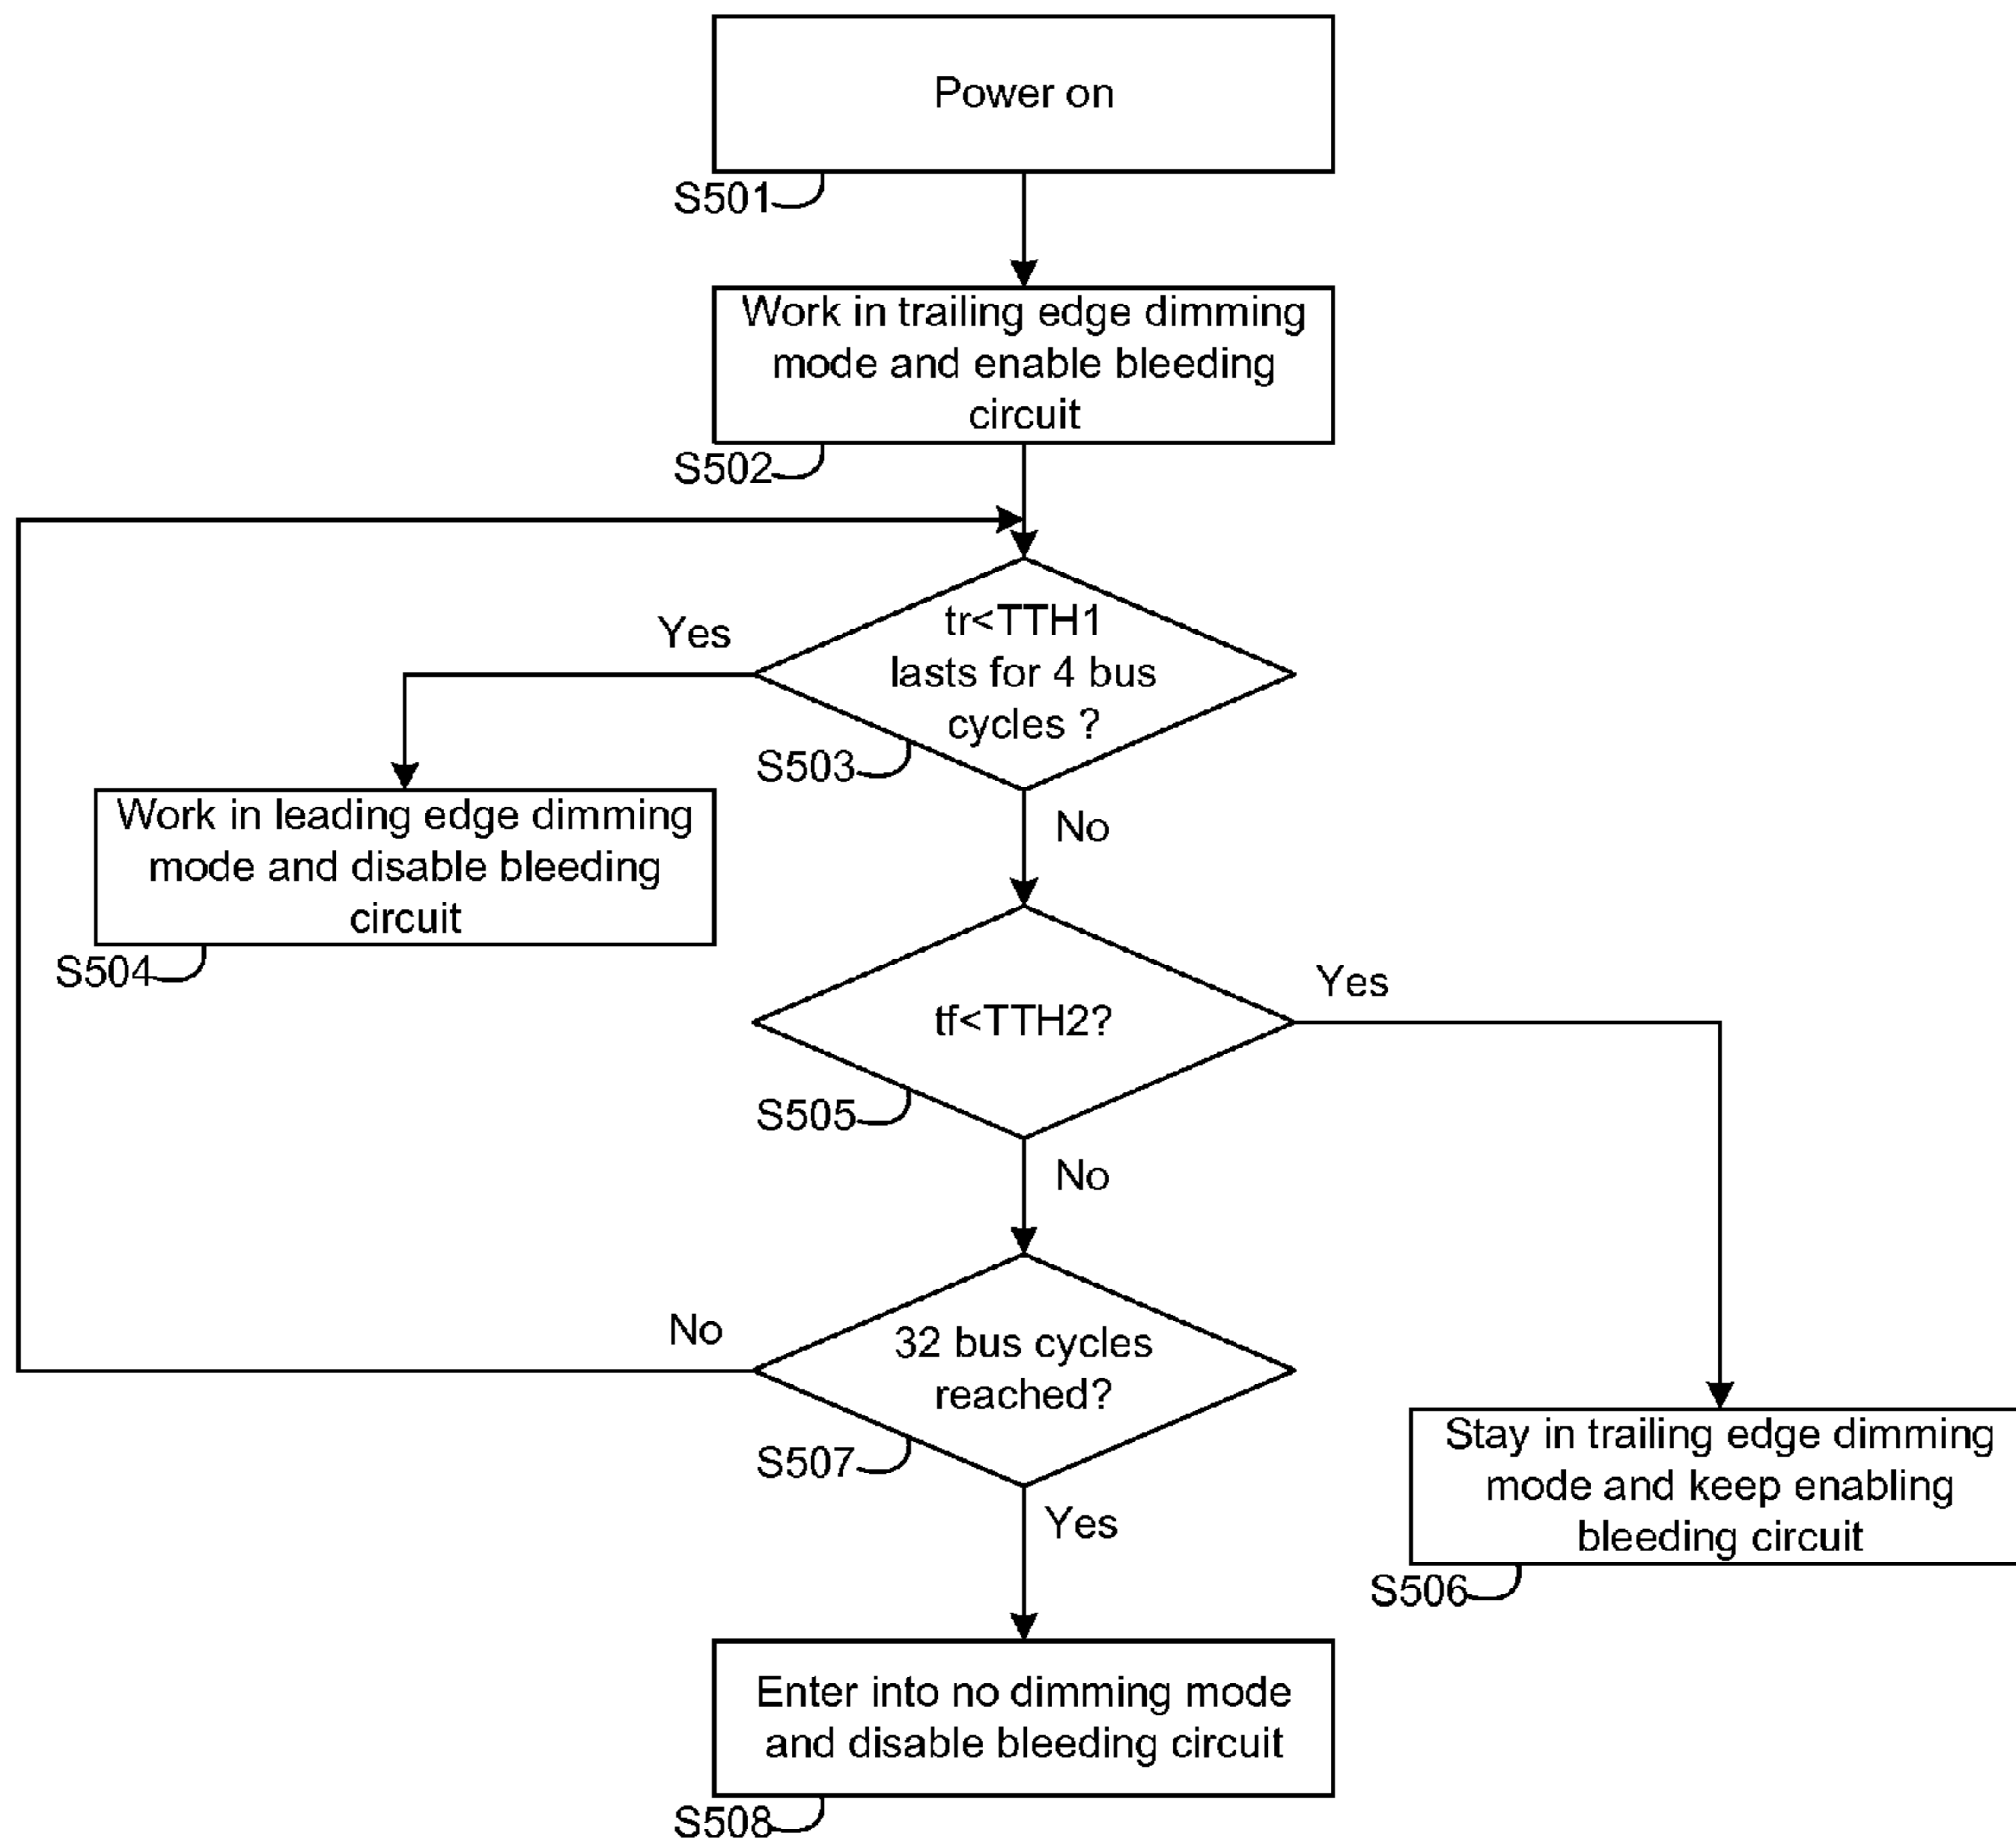 Power on
S501
Work in trailing edge dimming
mode and enable bleeding
circuit
S502
tr<TTH1
lasts for 4 bus
cycles ?
Yes
S503
No
Work in leading edge dimming
mode and disable bleeding
circuit
S504
tf<TTH2?
Yes
S505
No
32 bus cycles
reached?
No
S507
Yes
Stay in trailing edge dimming
mode and keep enabling
bleeding circuit
S506
Enter into no dimming mode
and disable bleeding circuit
S508